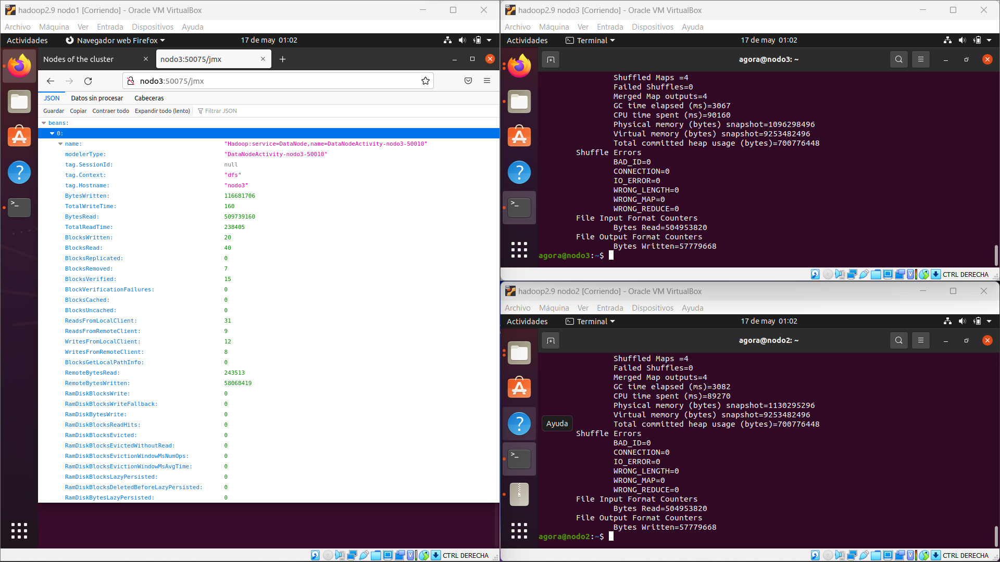 hadoop2.9 nodo1 [Corriendo] - Oracle VM VirtualBox
Archivo Máquina Ver Entrada Dispositivos Ayuda
Actividades Navegador web Firefox 17 de may 01:02
Nodes of the cluster
nodo3:50075/jmx
nodo3:50075/jmx
JSON Datos sin procesar Cabeceras
Guardar Copiar Contraer todo Expandir todo (lento) Filtrar JSON
beans:
0:
name: "Hadoop:service=DataNode,name=DataNodeActivity-nodo3-50010"
modelerType: "DataNodeActivity-nodo3-50010"
tag.SessionId: null
tag.Context: "dfs"
tag.Hostname: "nodo3"
BytesWritten: 116681706
TotalWriteTime: 160
BytesRead: 509739160
TotalReadTime: 238405
BlocksWritten: 20
BlocksRead: 40
BlocksReplicated: 0
BlocksRemoved: 7
BlocksVerified: 15
BlockVerificationFailures: 0
BlocksCached: 0
BlocksUncached: 0
ReadsFromLocalClient: 31
ReadsFromRemoteClient: 9
WritesFromLocalClient: 12
WritesFromRemoteClient: 8
BlocksGetLocalPathInfo: 0
RemoteBytesRead: 243513
RemoteBytesWritten: 58068419
RamDiskBlocksWrite: 0
RamDiskBlocksWriteFallback: 0
RamDiskBytesWrite: 0
RamDiskBlocksReadHits: 0
RamDiskBlocksEvicted: 0
RamDiskBlocksEvictedWithoutRead: 0
RamDiskBlocksEvictionWindowMsNumOps: 0
RamDiskBlocksEvictionWindowMsAvgTime: 0
RamDiskBlocksLazyPersisted: 0
RamDiskBlocksDeletedBeforeLazyPersisted: 0
RamDiskBytesLazyPersisted: 0
CTRL DERECHA
hadoop2.9 nodo3 [Corriendo] - Oracle VM VirtualBox
Archivo Máquina Ver Entrada Dispositivos Ayuda
Actividades Terminal 17 de may 01:02
agora@nodo3: ~
Shuffled Maps =4
Failed Shuffles=0
Merged Map outputs=4
GC time elapsed (ms)=3067
CPU time spent (ms)=90160
Physical memory (bytes) snapshot=1096298496
Virtual memory (bytes) snapshot=9253482496
Total committed heap usage (bytes)=700776448
Shuffle Errors
BAD_ID=0
CONNECTION=0
IO_ERROR=0
WRONG_LENGTH=0
WRONG_MAP=0
WRONG_REDUCE=0
File Input Format Counters
Bytes Read=504953820
File Output Format Counters
Bytes Written=57779668
agora@nodo3:~$
CTRL DERECHA
hadoop2.9 nodo2 [Corriendo] - Oracle VM VirtualBox
Archivo Máquina Ver Entrada Dispositivos Ayuda
Actividades Terminal 17 de may 01:02
agora@nodo2: ~
Shuffled Maps =4
Failed Shuffles=0
Merged Map outputs=4
GC time elapsed (ms)=3082
CPU time spent (ms)=89270
Physical memory (bytes) snapshot=1130295296
Virtual memory (bytes) snapshot=9253482496
Total committed heap usage (bytes)=700776448
Ayuda
Shuffle Errors
BAD_ID=0
CONNECTION=0
IO_ERROR=0
WRONG_LENGTH=0
WRONG_MAP=0
WRONG_REDUCE=0
File Input Format Counters
Bytes Read=504953820
File Output Format Counters
Bytes Written=57779668
agora@nodo2:~$
CTRL DERECHA